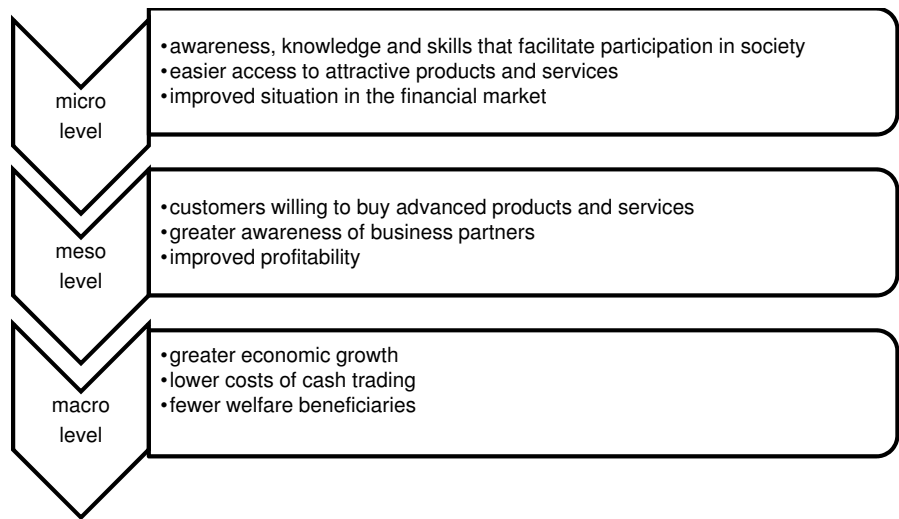 micro
level
•awareness, knowledge and skills that facilitate participation in society
•easier access to attractive products and services
•improved situation in the financial market
meso
level
•customers willing to buy advanced products and services
•greater awareness of business partners
•improved profitability
macro
level
•greater economic growth
•lower costs of cash trading
•fewer welfare beneficiaries